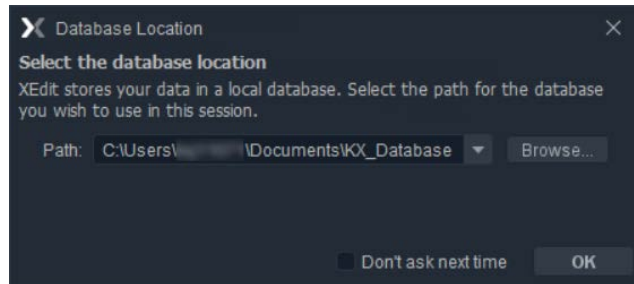 Database Location
Select the database location
XEdit stores your data in a local database. Select the path for the database
you wish to use in this session.
Path: C:\Users\ \Documents\KX_Database Browse...
Don't ask next time OK